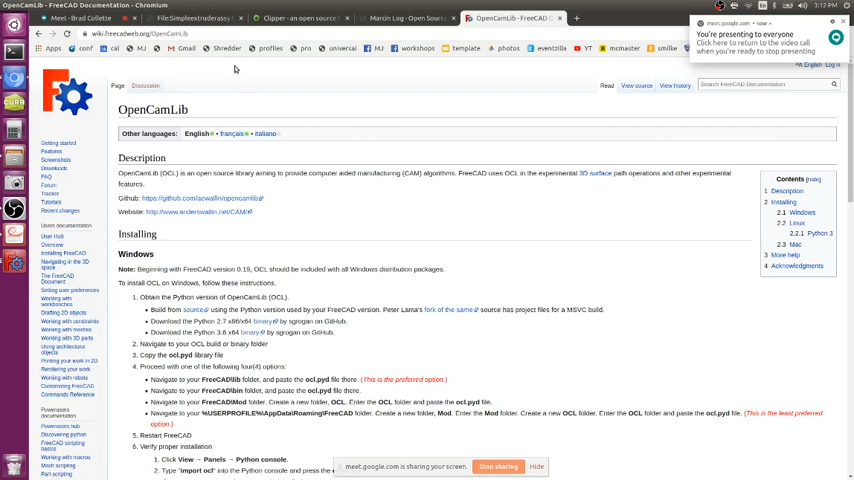 OpenCamLib - FreeCAD Documentation - Chromium
En
3:12 PM
Meet - Brad Collette
File:Simpleextruderassy
Clipper - an open source
Marcin Log - Open Sourc
OpenCamLib - FreeCAD D
wiki.freecadweb.org/OpenCamLib
Apps
conf
cal
MJ
M Gmail
Shredder
profiles
pro
universal
MJ
workshops
template
photos
eventzilla
YT
mcmaster
smilke
meet.google.com • now
You're presenting to everyone
Click here to return to the video call
when you're ready to stop presenting
English Log in
Page
Discussion
Read
View source
View history
Search FreeCAD Documentation
OpenCamLib
Other languages: English • français • italiano
Description
OpenCamLib (OCL) is an open source library aiming to provide computer aided manufacturing (CAM) algorithms. FreeCAD uses OCL in the experimental 3D surface path operations and other experimental
features.
Github: https://github.com/aewallin/opencamlib
Website: http://www.anderswallin.net/CAM/
Contents [hide]
1 Description
2 Installing
2.1 Windows
2.2 Linux
2.2.1 Python 3
2.3 Mac
3 More help
4 Acknowledgments
Installing
Windows
Note: Beginning with FreeCAD version 0.19, OCL should be included with all Windows distribution packages.
To install OCL on Windows, follow these instructions.
1. Obtain the Python version of OpenCamLib (OCL).
• Build from source using the Python version used by your FreeCAD version. Peter Lama's fork of the same source has project files for a MSVC build.
• Download the Python 2.7 x86/x64 binary by sgrogan on GitHub.
• Download the Python 3.6 x64 binary by sgrogan on GitHub.
2. Navigate to your OCL build or binary folder
3. Copy the ocl.pyd library file
4. Proceed with one of the following four(4) options:
• Navigate to your FreeCAD\lib folder, and paste the ocl.pyd file there. (This is the preferred option.)
• Navigate to your FreeCAD\bin folder, and paste the ocl.pyd file there.
• Navigate to your FreeCAD\Mod folder. Create a new folder, OCL. Enter the OCL folder and paste the ocl.pyd file there.
• Navigate to your %USERPROFILE%\AppData\Roaming\FreeCAD folder. Create a new folder, Mod. Enter the Mod folder. Create a new OCL folder. Enter the OCL folder and paste the ocl.pyd file there. (This is the least preferred
option.)
5. Restart FreeCAD
6. Verify proper installation
1. Click View → Panels → Python console.
2. Type "import ocl" into the Python console and press the
Getting started
Features
Screenshots
Downloads
FAQ
Forum
Tracker
Tutorials
Recent changes
Users documentation
User Hub
Overview
Installing FreeCAD
Navigating in the 3D
space
The FreeCAD
Document
Setting user preferences
Working with
workbenches
Drafting 2D objects
Working with
constraints
Working with meshes
Working with 3D parts
Using architectural
objects
Printing your work in 2D
Rendering your work
Working with robots
Customizing FreeCAD
Commands Reference
Powerusers
documentation
Powerusers hub
Discovering python
FreeCAD scripting
basics
Working with macros
Mesh scripting
Part scripting
CURA
meet.google.com is sharing your screen.
Stop sharing
Hide